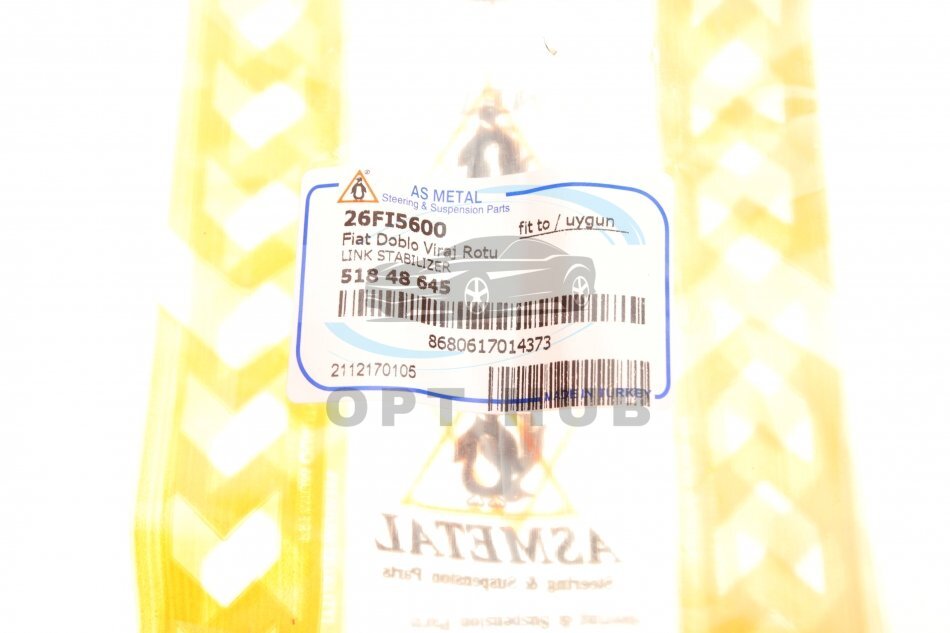 AS METAL
Steering & Suspension Parts
26FI5600
fit to / uygun
Fiat Doblo Viraj Rotu
LINK STABILIZER
518 48 645
8680617014373
2112170105
MADE IN TURKEY
OPT HUB
ASMETAL
Steering & Suspension Parts